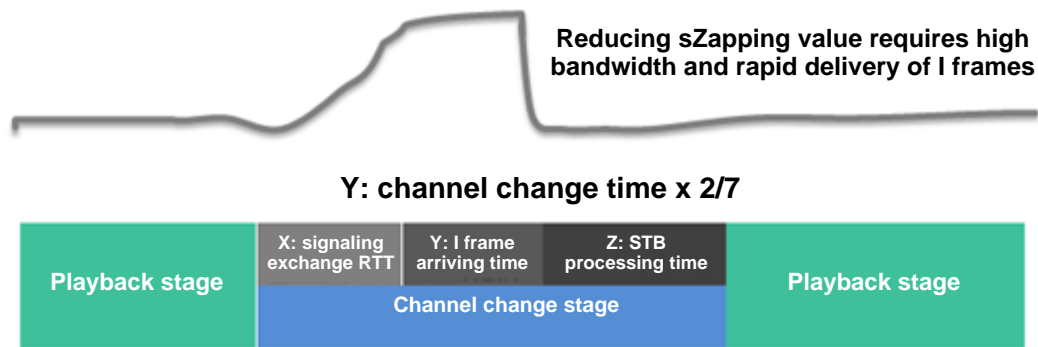 Reducing sZapping value requires high
bandwidth and rapid delivery of I frames
Y: channel change time x 2/7
Playback stage
X: signaling
exchange RTT
Y: I frame
arriving time
Z: STB
processing time
Channel change stage
Playback stage